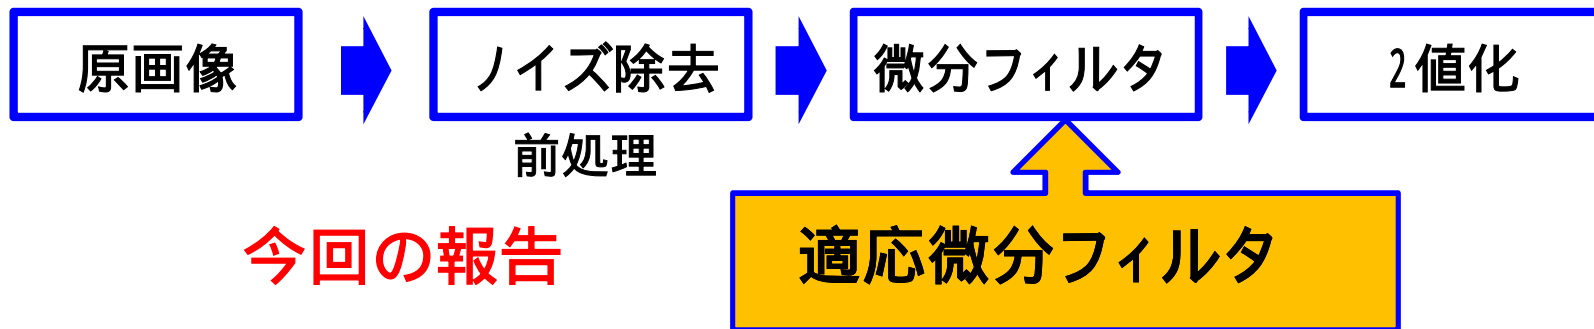 原画像
ノイズ除去
微分フィルタ
2値化
前処理
今回の報告
適応微分フィルタ